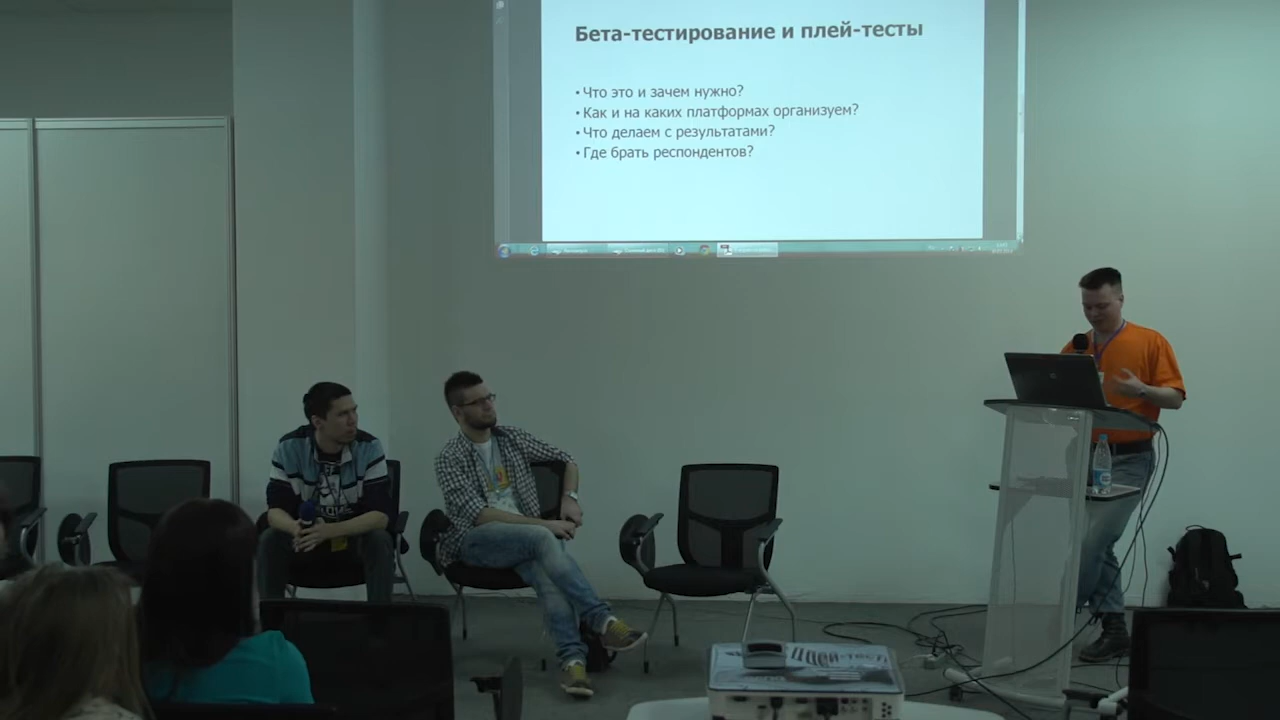 Бета-тестирование и плей-тесты
• Что это и зачем нужно?
• Как и на каких платформах организуем?
• Что делаем с результатами?
• Где брать респондентов?